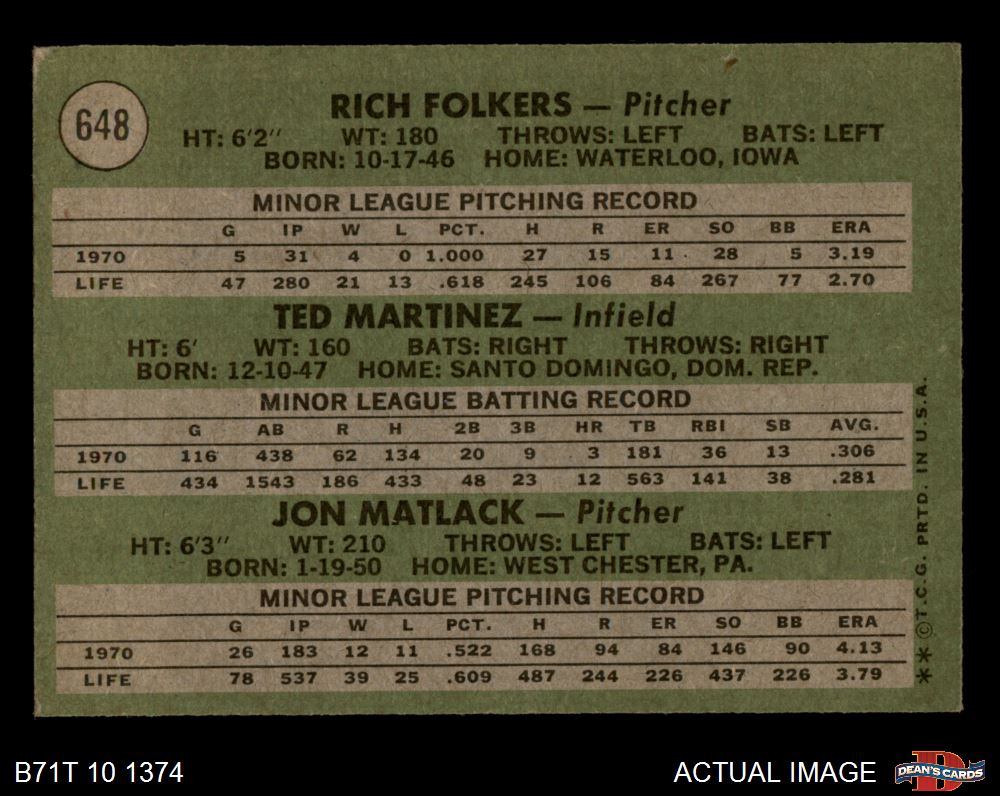 648
RICH FOLKERS — Pitcher
HT: 6'2" WT: 180 THROWS: LEFT BATS: LEFT
BORN: 10-17-46 HOME: WATERLOO, IOWA
MINOR LEAGUE PITCHING RECORD
G IP W L PCT. H R ER SO BB ERA
1970 5 31 4 0 1.000 27 15 11 28 5 3.19
LIFE 47 280 21 13 .618 245 106 84 267 77 2.70
TED MARTINEZ — Infield
HT: 6' WT: 160 BATS: RIGHT THROWS: RIGHT
BORN: 12-10-47 HOME: SANTO DOMINGO, DOM. REP.
MINOR LEAGUE BATTING RECORD
G AB R H 2B 3B HR TB RBI SB AVG.
1970 116 438 62 134 20 9 3 181 36 13 .306
LIFE 434 1543 186 433 48 23 12 563 141 38 .281
JON MATLACK — Pitcher
HT: 6'3" WT: 210 THROWS: LEFT BATS: LEFT
BORN: 1-19-50 HOME: WEST CHESTER, PA.
MINOR LEAGUE PITCHING RECORD
G IP W L PCT. H R ER SO BB ERA
1970 26 183 12 11 .522 168 94 84 146 90 4.13
LIFE 78 537 39 25 .609 487 244 226 437 226 3.79
**©T.C.G. PRTD. IN U.S.A.
B71T 10 1374
ACTUAL IMAGE
D
DEAN'S CARDS